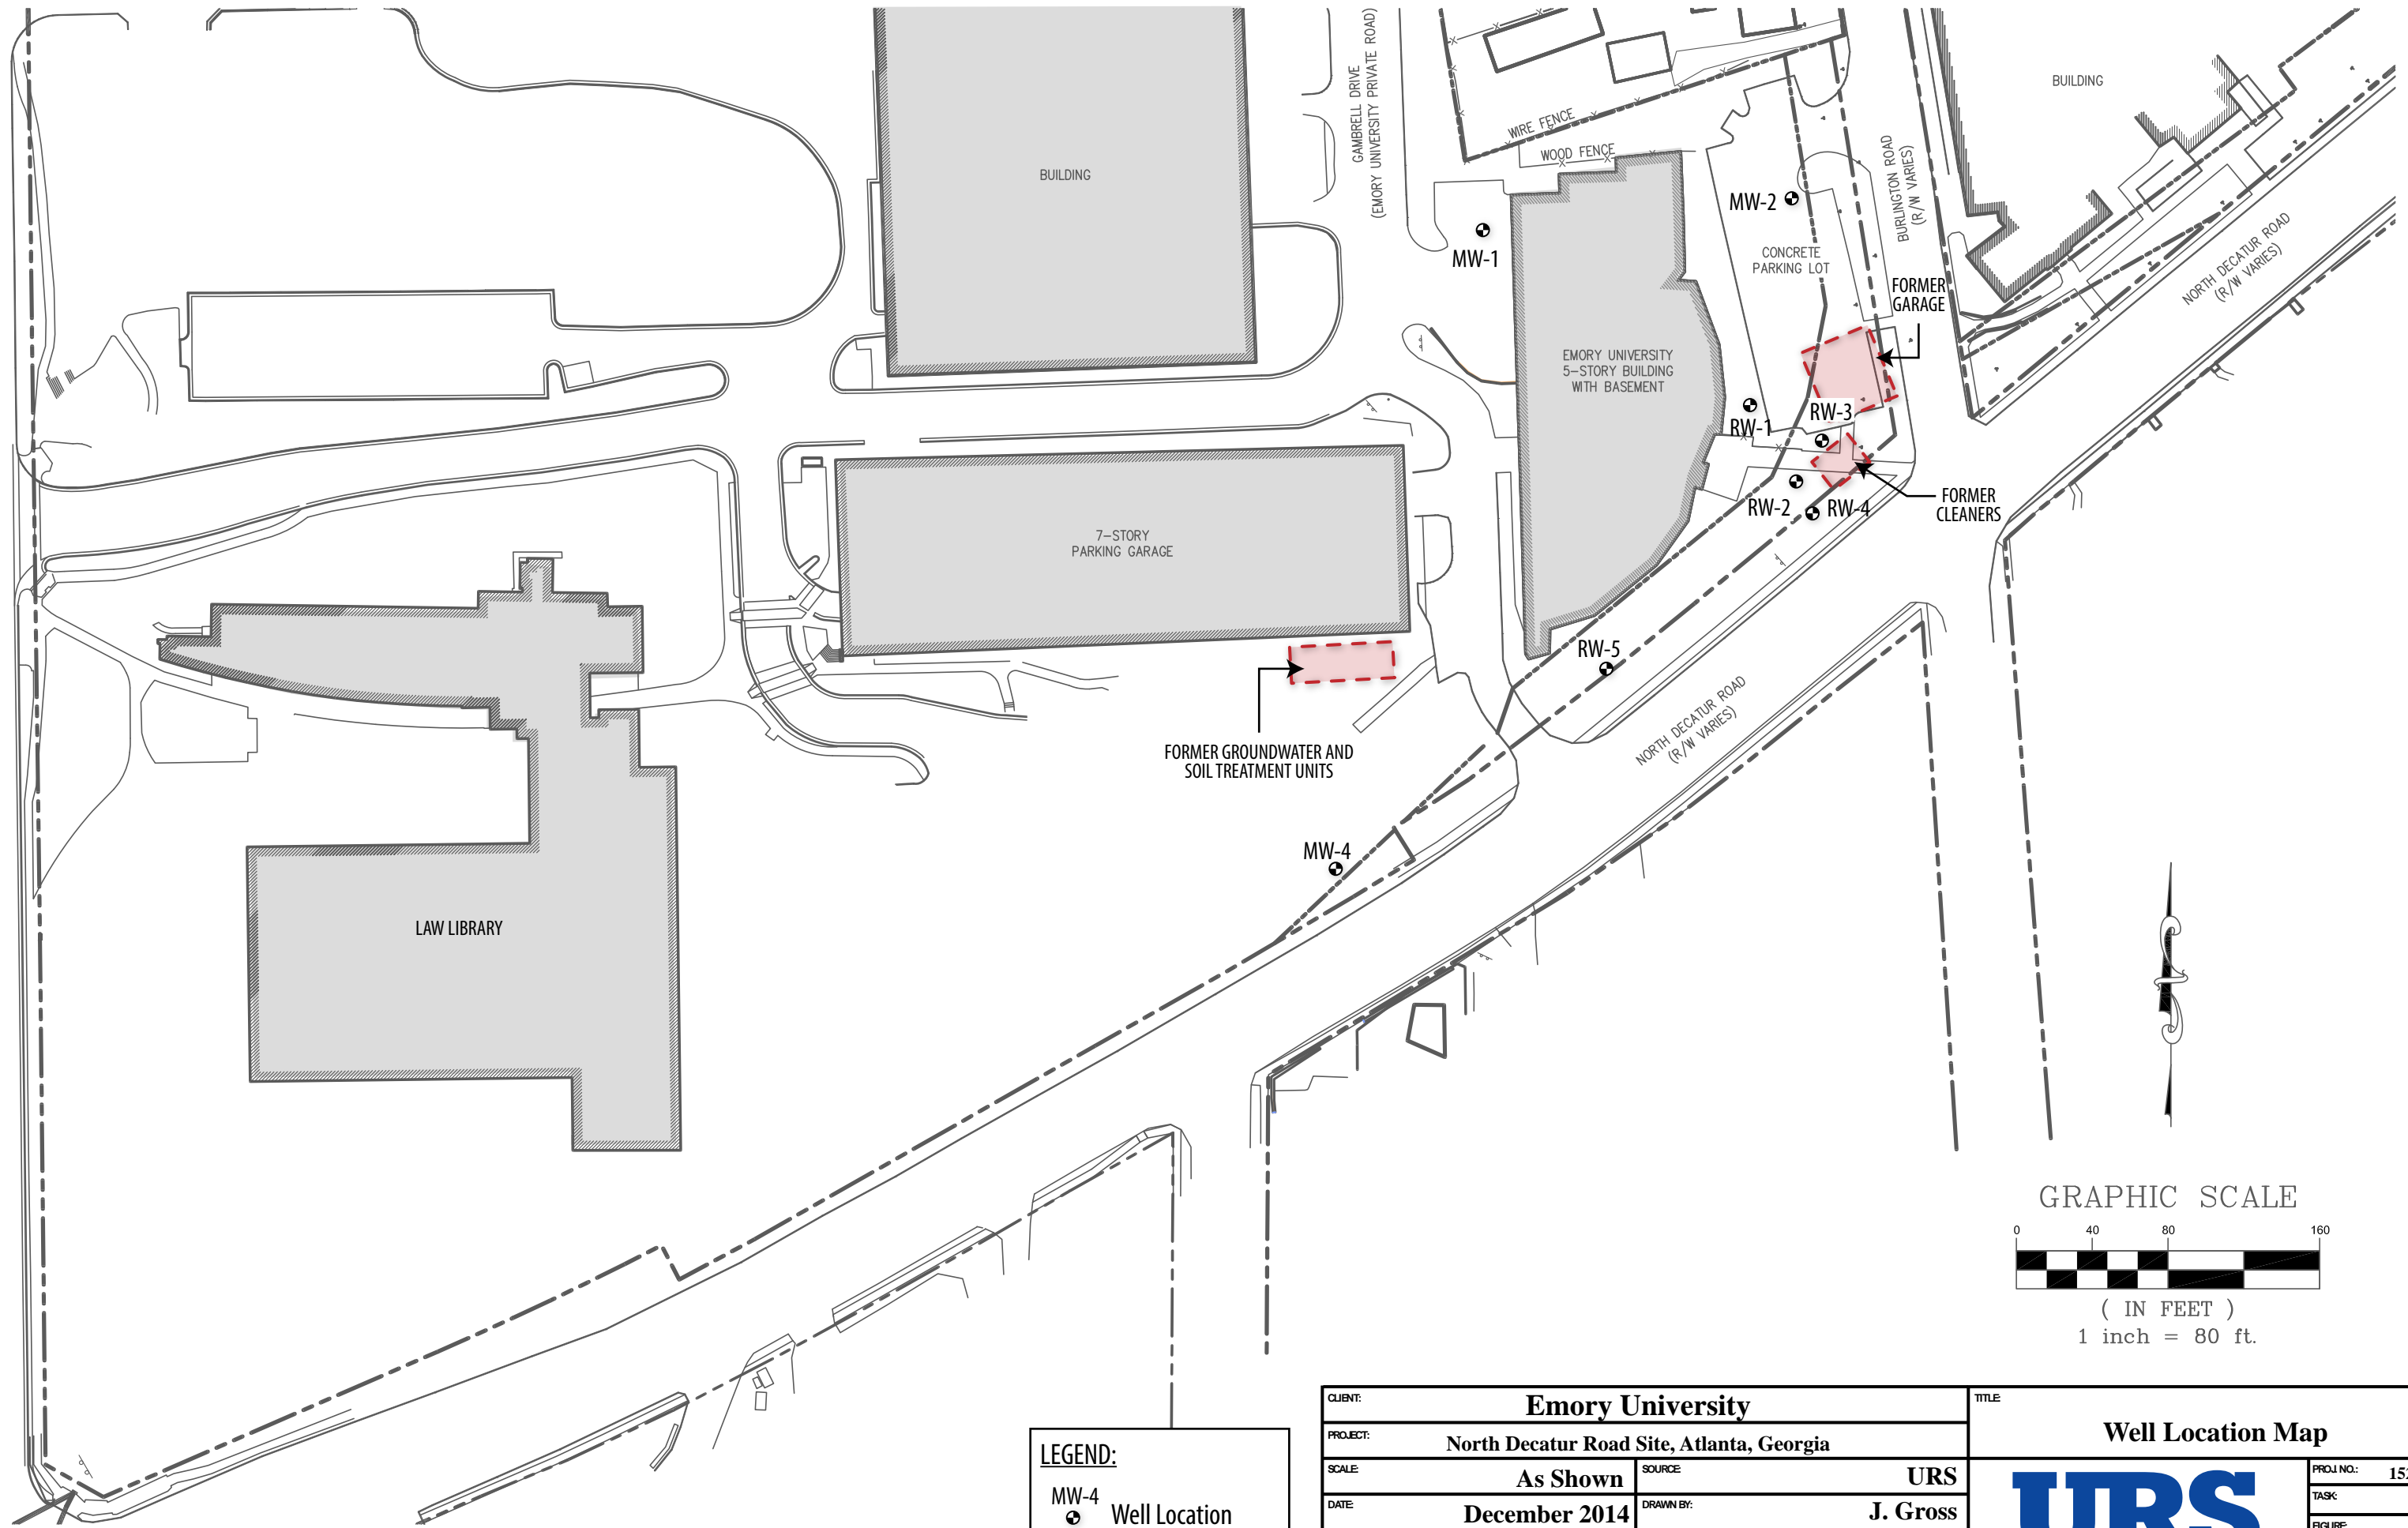 GAMBRELL DRIVE
(EMORY UNIVERSITY PRIVATE ROAD)
BUILDING
BUILDING
WIRE FENCE
WOOD FENCE
BURLINGTON ROAD
(R/W VARIES)
NORTH DECATUR ROAD
(R/W VARIES)
MW-2
MW-1
CONCRETE
PARKING LOT
FORMER
GARAGE
EMORY UNIVERSITY
5-STORY BUILDING
WITH BASEMENT
RW-3
RW-1
RW-2
RW-4
FORMER
CLEANERS
7-STORY
PARKING GARAGE
RW-5
NORTH DECATUR ROAD
(R/W VARIES)
FORMER GROUNDWATER AND
SOIL TREATMENT UNITS
MW-4
LAW LIBRARY
GRAPHIC SCALE
0 40 80 160
( IN FEET )
1 inch = 80 ft.
LEGEND:
MW-4
Well Location
CLIENT: Emory University
PROJECT: North Decatur Road Site, Atlanta, Georgia
SCALE: As Shown
SOURCE: URS
DATE: December 2014
DRAWN BY: J. Gross
TITLE:
Well Location Map
URS
PROJ. NO.:
TASK:
FIGURE: